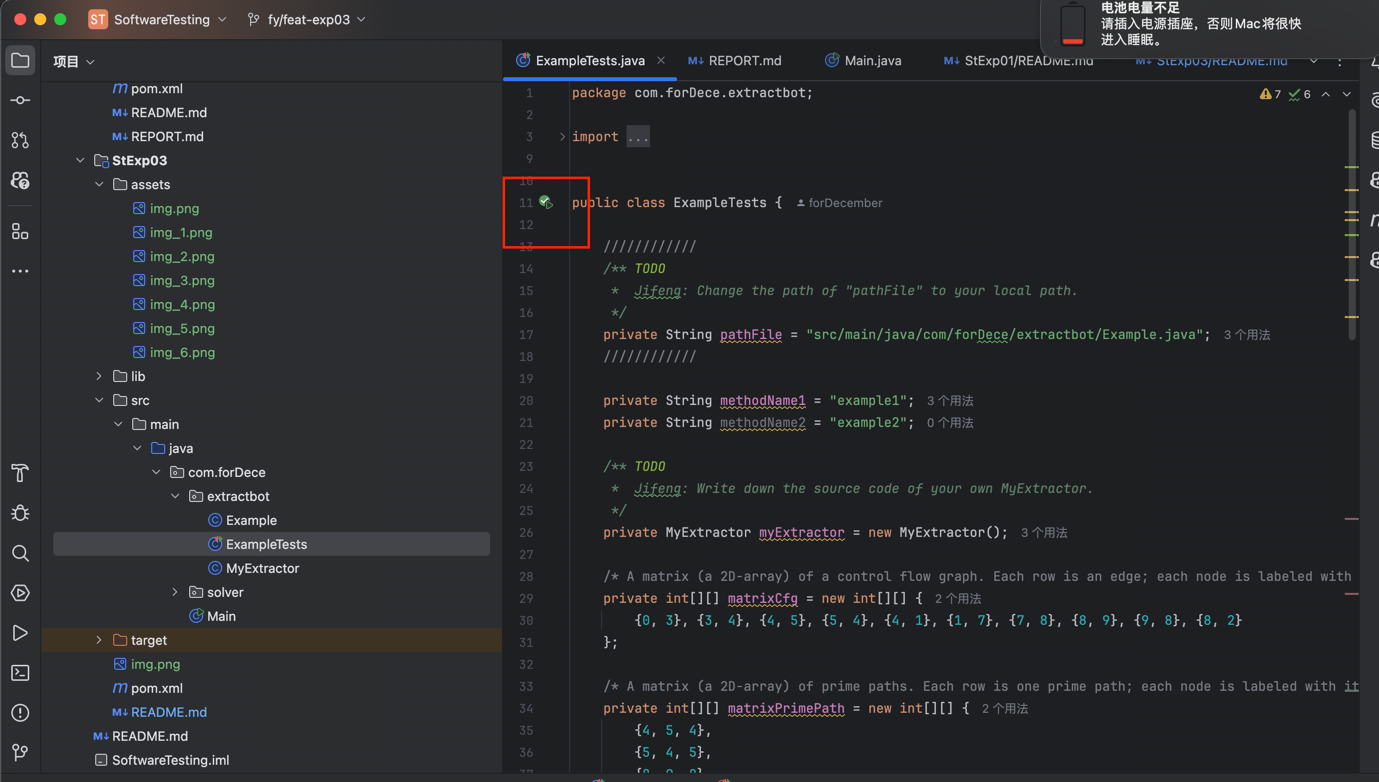 ST SoftwareTesting fy/feat-exp03
电池电量不足
请插入电源插座，否则 Mac 将很快
进入睡眠。
项目
pom.xml
M↓ README.md
M↓ REPORT.md
StExp03
assets
img.png
img_1.png
img_2.png
img_3.png
img_4.png
img_5.png
img_6.png
lib
src
main
java
com.forDece
extractbot
Example
ExampleTests
MyExtractor
solver
Main
target
img.png
pom.xml
M↓ README.md
M↓ README.md
SoftwareTesting.iml
ExampleTests.java M↓ REPORT.md Main.java M↓ StExp01/README.md M↓ StExp03/README.md
7 6
1 package com.forDece.extractbot;
2
3 import ...
9
10
11 public class ExampleTests { forDecember
12
13 ////////////
14 /** TODO
15 * Jifeng: Change the path of "pathFile" to your local path.
16 */
17 private String pathFile = "src/main/java/com/forDece/extractbot/Example.java"; 3 个用法
18 ////////////
19
20 private String methodName1 = "example1"; 3 个用法
21 private String methodName2 = "example2"; 0 个用法
22
23 /** TODO
24 * Jifeng: Write down the source code of your own MyExtractor.
25 */
26 private MyExtractor myExtractor = new MyExtractor(); 3 个用法
27
28 /* A matrix (a 2D-array) of a control flow graph. Each row is an edge; each node is labeled with
29 private int[][] matrixCfg = new int[][] { 2 个用法
30 {0, 3}, {3, 4}, {4, 5}, {5, 4}, {4, 1}, {1, 7}, {7, 8}, {8, 9}, {9, 8}, {8, 2}
31 };
32
33 /* A matrix (a 2D-array) of prime paths. Each row is one prime path; each node is labeled with it
34 private int[][] matrixPrimePath = new int[][] { 2 个用法
35 {4, 5, 4},
36 {5, 4, 5},